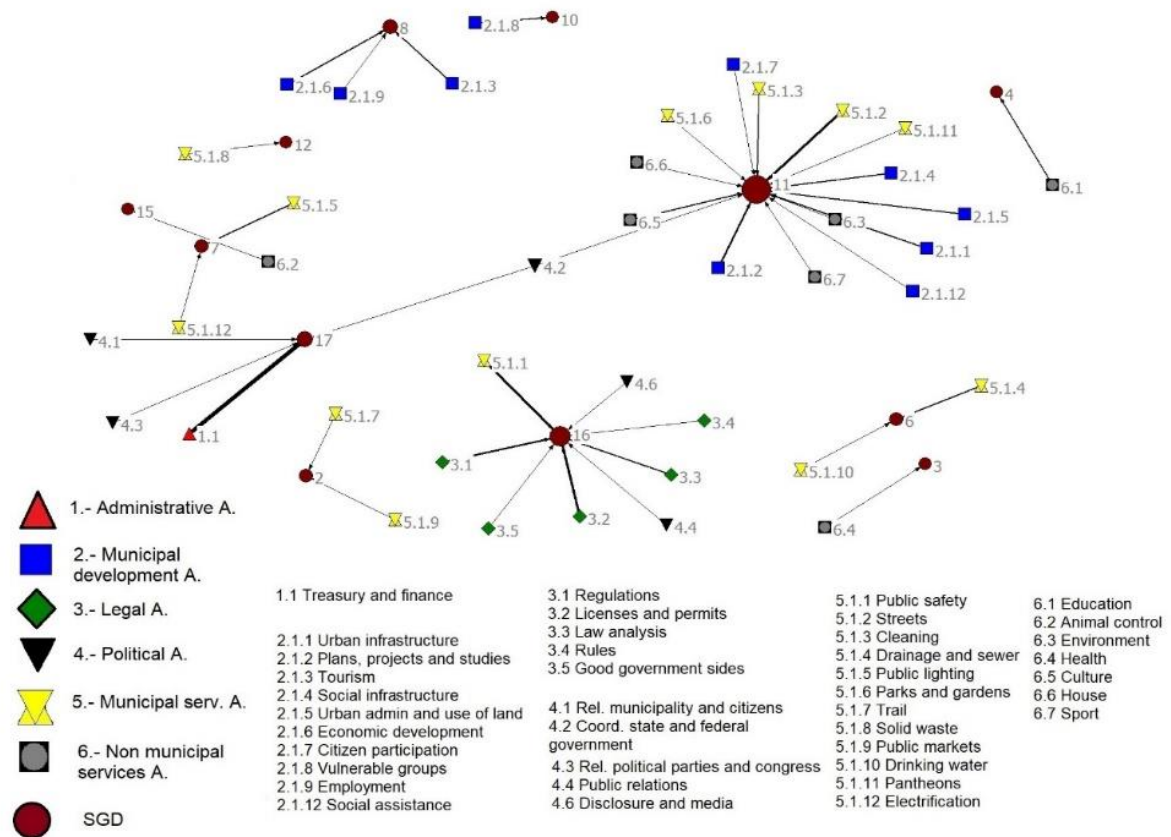 8
2.1.8
10
2.1.6
2.1.9
2.1.3
2.1.7
5.1.3
5.1.6
5.1.2
5.1.11
4
6.1
5.1.8
12
6.6
11
2.1.4
15
5.1.5
6.5
6.3
2.1.5
7
6.2
2.1.1
4.2
2.1.2
6.7
2.1.12
5.1.12
4.1
17
5.1.1
4.6
5.1.4
4.3
1.1
5.1.7
16
3.4
6
3.1
3.3
5.1.10
3
2
5.1.9
3.5
3.2
4.4
6.4
1.- Administrative A.
2.- Municipal
development A.
3.- Legal A.
4.- Political A.
5.- Municipal serv. A.
6.- Non municipal
services A.
SGD
1.1 Treasury and finance
2.1.1 Urban infrastructure
2.1.2 Plans, projects and studies
2.1.3 Tourism
2.1.4 Social infrastructure
2.1.5 Urban admin and use of land
2.1.6 Economic development
2.1.7 Citizen participation
2.1.8 Vulnerable groups
2.1.9 Employment
2.1.12 Social assistance
3.1 Regulations
3.2 Licenses and permits
3.3 Law analysis
3.4 Rules
3.5 Good government sides
4.1 Rel. municipality and citizens
4.2 Coord. state and federal
government
4.3 Rel. political parties and congress
4.4 Public relations
4.6 Disclosure and media
5.1.1 Public safety
5.1.2 Streets
5.1.3 Cleaning
5.1.4 Drainage and sewer
5.1.5 Public lighting
5.1.6 Parks and gardens
5.1.7 Trail
5.1.8 Solid waste
5.1.9 Public markets
5.1.10 Drinking water
5.1.11 Pantheons
5.1.12 Electrification
6.1 Education
6.2 Animal control
6.3 Environment
6.4 Health
6.5 Culture
6.6 House
6.7 Sport